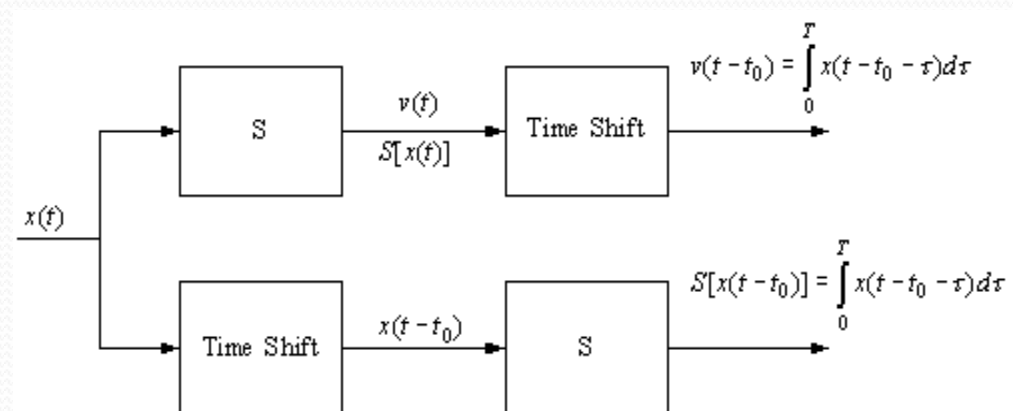 v(t − t₀) = ∫₀ᵀ x(t − t₀ − τ)dτ
v(t)
S
Time Shift
S[x(t)]
x(t)
S[x(t − t₀)] = ∫₀ᵀ x(t − t₀ − τ)dτ
x(t − t₀)
Time Shift
S